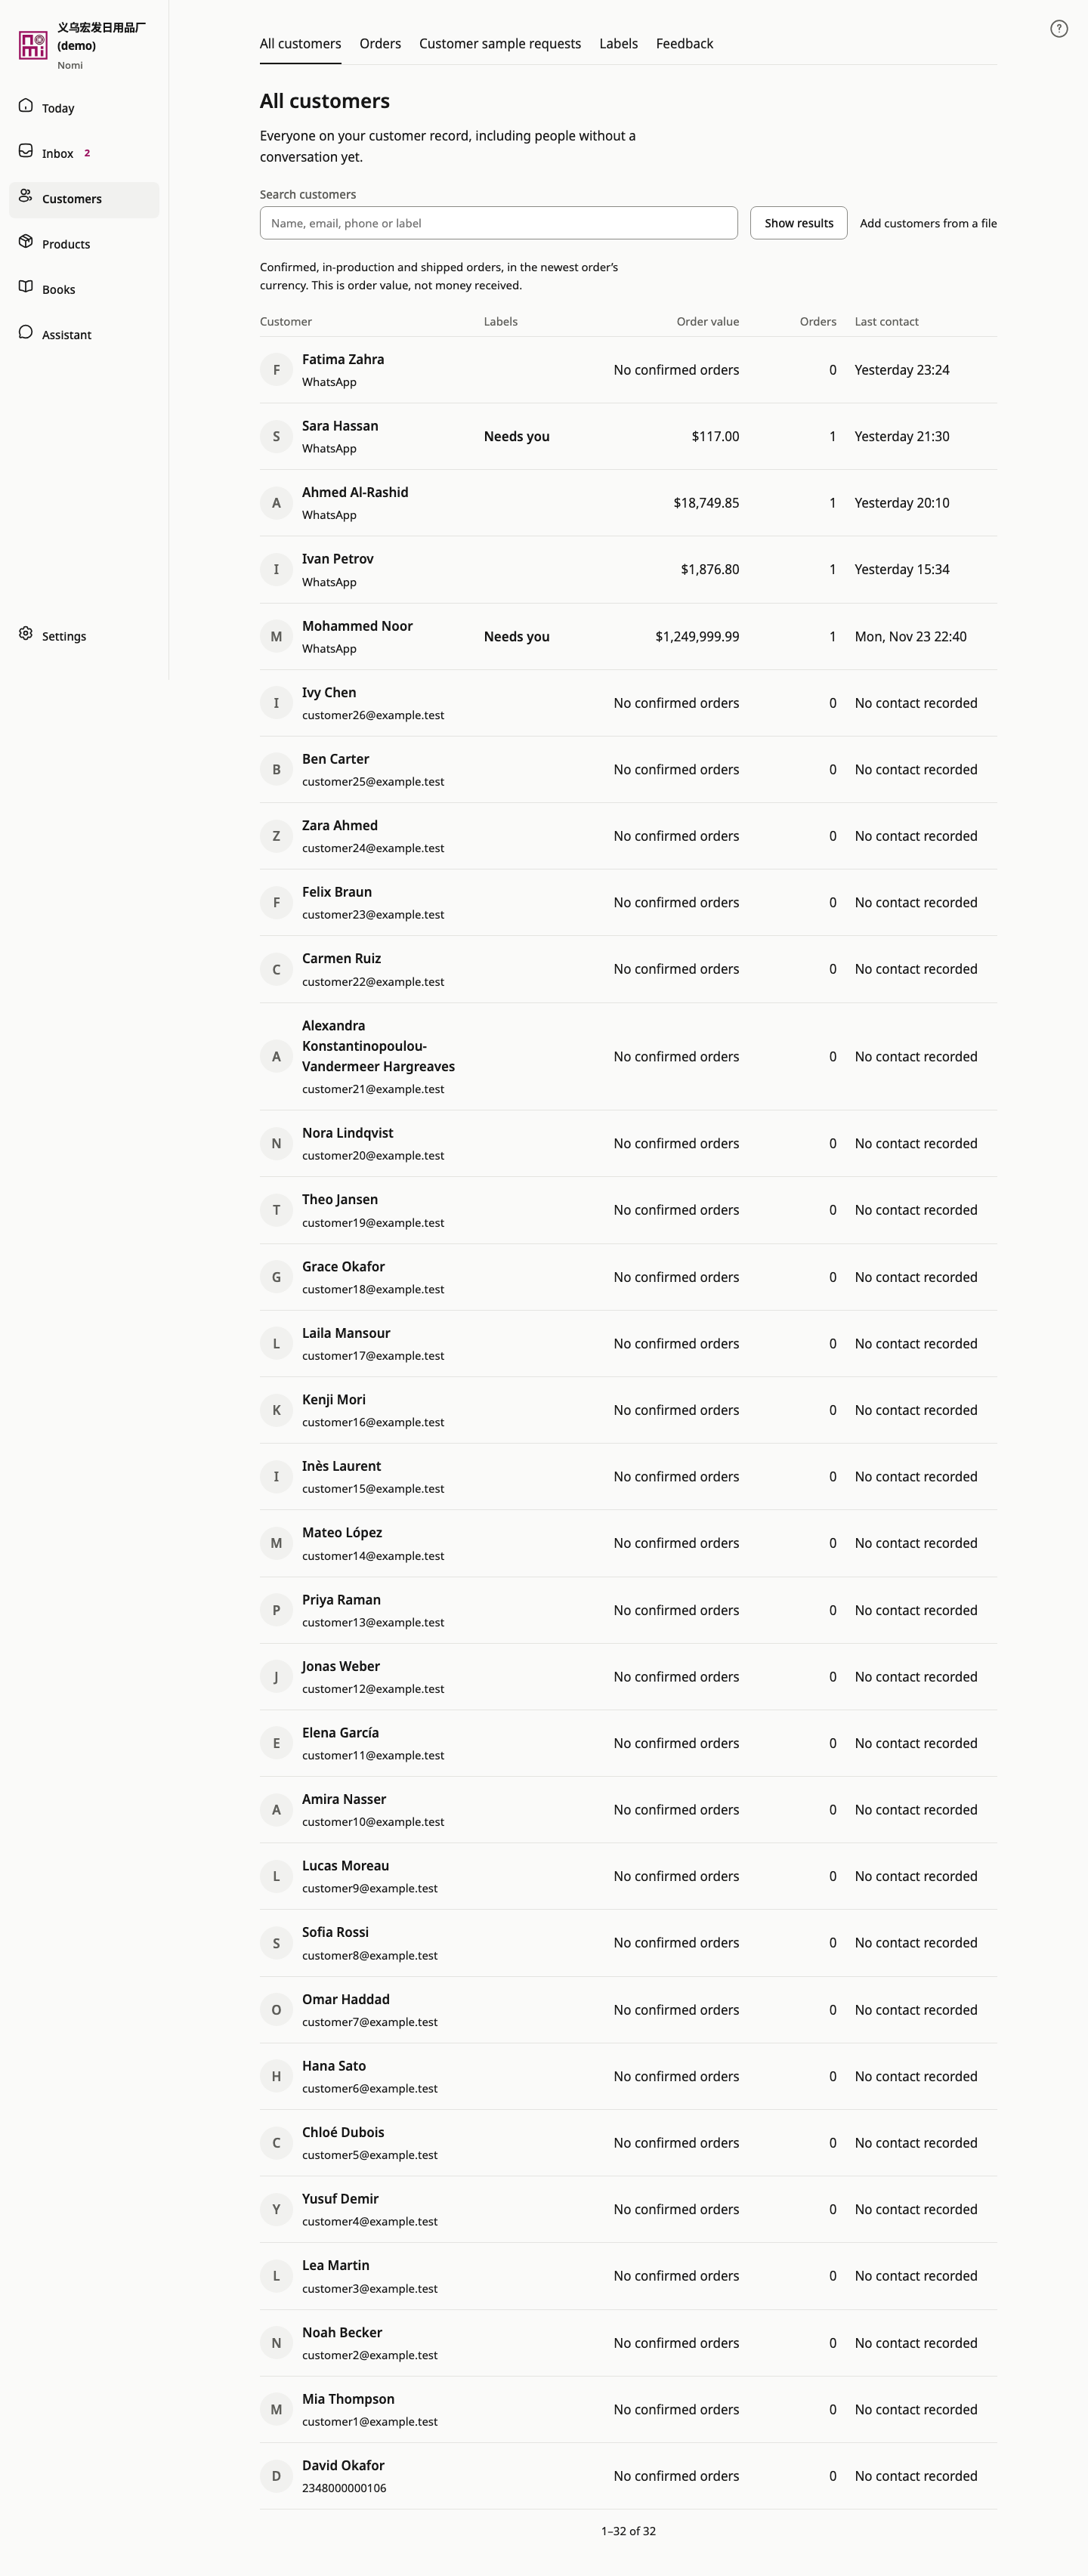 义乌宏发日用品厂
(demo)
Nomi
Today
Inbox 2
Customers
Products
Books
Assistant
Settings
All customers Orders Customer sample requests Labels Feedback
All customers
Everyone on your customer record, including people without a
conversation yet.
Search customers
Name, email, phone or label Show results Add customers from a file
Confirmed, in-production and shipped orders, in the newest order's
currency. This is order value, not money received.
Customer Labels Order value Orders Last contact
F Fatima Zahra
WhatsApp
No confirmed orders 0 Yesterday 23:24
S Sara Hassan
WhatsApp
Needs you $117.00 1 Yesterday 21:30
A Ahmed Al-Rashid
WhatsApp
$18,749.85 1 Yesterday 20:10
I Ivan Petrov
WhatsApp
$1,876.80 1 Yesterday 15:34
M Mohammed Noor
WhatsApp
Needs you $1,249,999.99 1 Mon, Nov 23 22:40
I Ivy Chen
customer26@example.test
No confirmed orders 0 No contact recorded
B Ben Carter
customer25@example.test
No confirmed orders 0 No contact recorded
Z Zara Ahmed
customer24@example.test
No confirmed orders 0 No contact recorded
F Felix Braun
customer23@example.test
No confirmed orders 0 No contact recorded
C Carmen Ruiz
customer22@example.test
No confirmed orders 0 No contact recorded
A Alexandra
Konstantinopoulou-
Vandermeer Hargreaves
customer21@example.test
No confirmed orders 0 No contact recorded
N Nora Lindqvist
customer20@example.test
No confirmed orders 0 No contact recorded
T Theo Jansen
customer19@example.test
No confirmed orders 0 No contact recorded
G Grace Okafor
customer18@example.test
No confirmed orders 0 No contact recorded
L Laila Mansour
customer17@example.test
No confirmed orders 0 No contact recorded
K Kenji Mori
customer16@example.test
No confirmed orders 0 No contact recorded
I Inès Laurent
customer15@example.test
No confirmed orders 0 No contact recorded
M Mateo López
customer14@example.test
No confirmed orders 0 No contact recorded
P Priya Raman
customer13@example.test
No confirmed orders 0 No contact recorded
J Jonas Weber
customer12@example.test
No confirmed orders 0 No contact recorded
E Elena García
customer11@example.test
No confirmed orders 0 No contact recorded
A Amira Nasser
customer10@example.test
No confirmed orders 0 No contact recorded
L Lucas Moreau
customer9@example.test
No confirmed orders 0 No contact recorded
S Sofia Rossi
customer8@example.test
No confirmed orders 0 No contact recorded
O Omar Haddad
customer7@example.test
No confirmed orders 0 No contact recorded
H Hana Sato
customer6@example.test
No confirmed orders 0 No contact recorded
C Chloé Dubois
customer5@example.test
No confirmed orders 0 No contact recorded
Y Yusuf Demir
customer4@example.test
No confirmed orders 0 No contact recorded
L Lea Martin
customer3@example.test
No confirmed orders 0 No contact recorded
N Noah Becker
customer2@example.test
No confirmed orders 0 No contact recorded
M Mia Thompson
customer1@example.test
No confirmed orders 0 No contact recorded
D David Okafor
2348000000106
No confirmed orders 0 No contact recorded
1–32 of 32